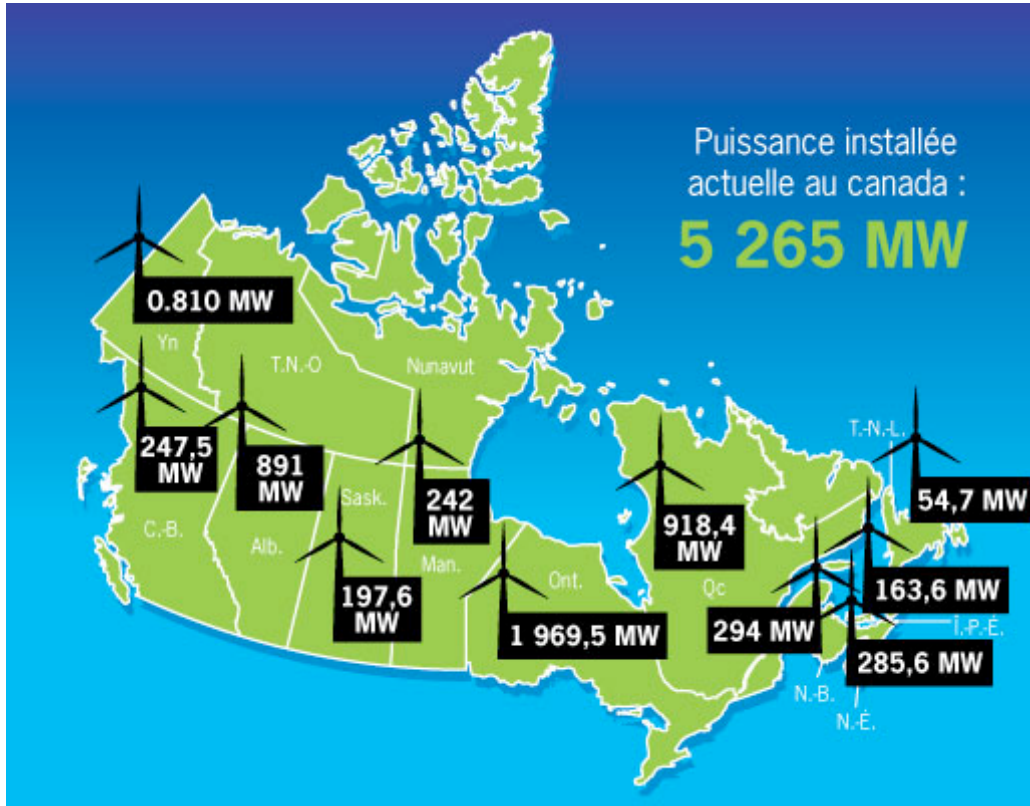 Puissance installée
actuelle au canada :
5 265 MW
0.810 MW
Yn
T.N.-O
Nunavut
247,5
MW
891
MW
242
MW
918,4
MW
T.-N.-L.
54,7 MW
C.-B.
Alb.
Sask.
197,6
MW
Man.
Ont.
1 969,5 MW
Qc
294 MW
163,6 MW
Î.-P.-É.
285,6 MW
N.-B.
N.-É.